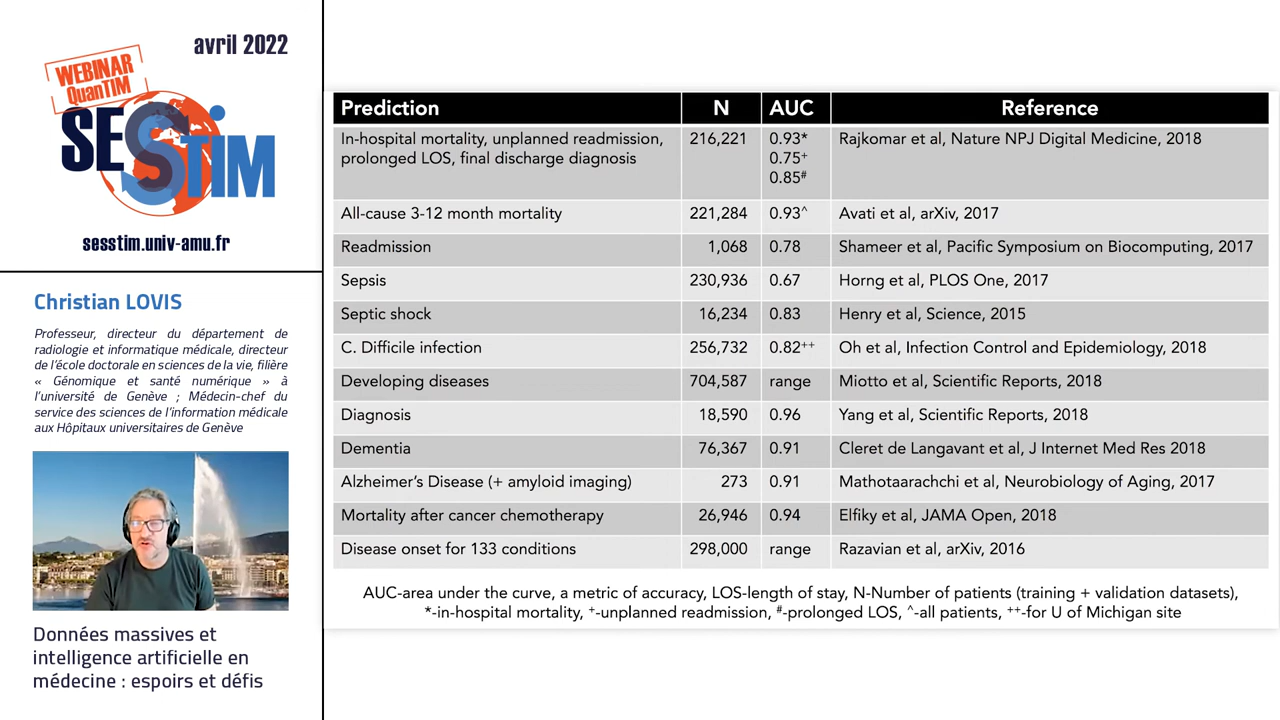 avril 2022
WEBINAR
QuanTIM
SESSTIM
sesstim.univ-amu.fr
Christian LOVIS
Professeur, directeur du département de
radiologie et informatique médicale, directeur
de l'école doctorale en sciences de la vie, filière
« Génomique et santé numérique » à
l'université de Genève ; Médecin-chef du
service des sciences de l'information médicale
aux Hôpitaux universitaires de Genève
Données massives et
intelligence artificielle en
médecine : espoirs et défis
Prediction N AUC Reference
In-hospital mortality, unplanned readmission, 216,221 0.93* Rajkomar et al, Nature NPJ Digital Medicine, 2018
prolonged LOS, final discharge diagnosis 0.75⁺
0.85#
All-cause 3-12 month mortality 221,284 0.93^ Avati et al, arXiv, 2017
Readmission 1,068 0.78 Shameer et al, Pacific Symposium on Biocomputing, 2017
Sepsis 230,936 0.67 Horng et al, PLOS One, 2017
Septic shock 16,234 0.83 Henry et al, Science, 2015
C. Difficile infection 256,732 0.82⁺⁺ Oh et al, Infection Control and Epidemiology, 2018
Developing diseases 704,587 range Miotto et al, Scientific Reports, 2018
Diagnosis 18,590 0.96 Yang et al, Scientific Reports, 2018
Dementia 76,367 0.91 Cleret de Langavant et al, J Internet Med Res 2018
Alzheimer's Disease (+ amyloid imaging) 273 0.91 Mathotaarachchi et al, Neurobiology of Aging, 2017
Mortality after cancer chemotherapy 26,946 0.94 Elfiky et al, JAMA Open, 2018
Disease onset for 133 conditions 298,000 range Razavian et al, arXiv, 2016
AUC-area under the curve, a metric of accuracy, LOS-length of stay, N-Number of patients (training + validation datasets),
*-in-hospital mortality, ⁺-unplanned readmission, #-prolonged LOS, ^-all patients, ⁺⁺-for U of Michigan site